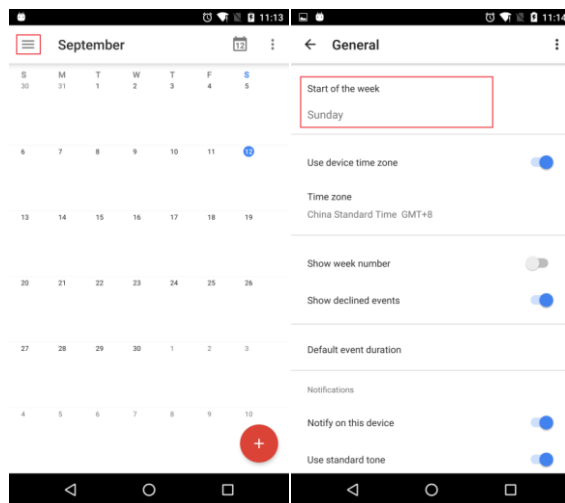 11:13
September
12
S M T W T F S
30 31 1 2 3 4 5
6 7 8 9 10 11 12
13 14 15 16 17 18 19
20 21 22 23 24 25 26
27 28 29 30 1 2 3
4 5 6 7 8 9 10
11:14
General
Start of the week
Sunday
Use device time zone
Time zone
China Standard Time GMT+8
Show week number
Show declined events
Default event duration
Notifications
Notify on this device
Use standard tone